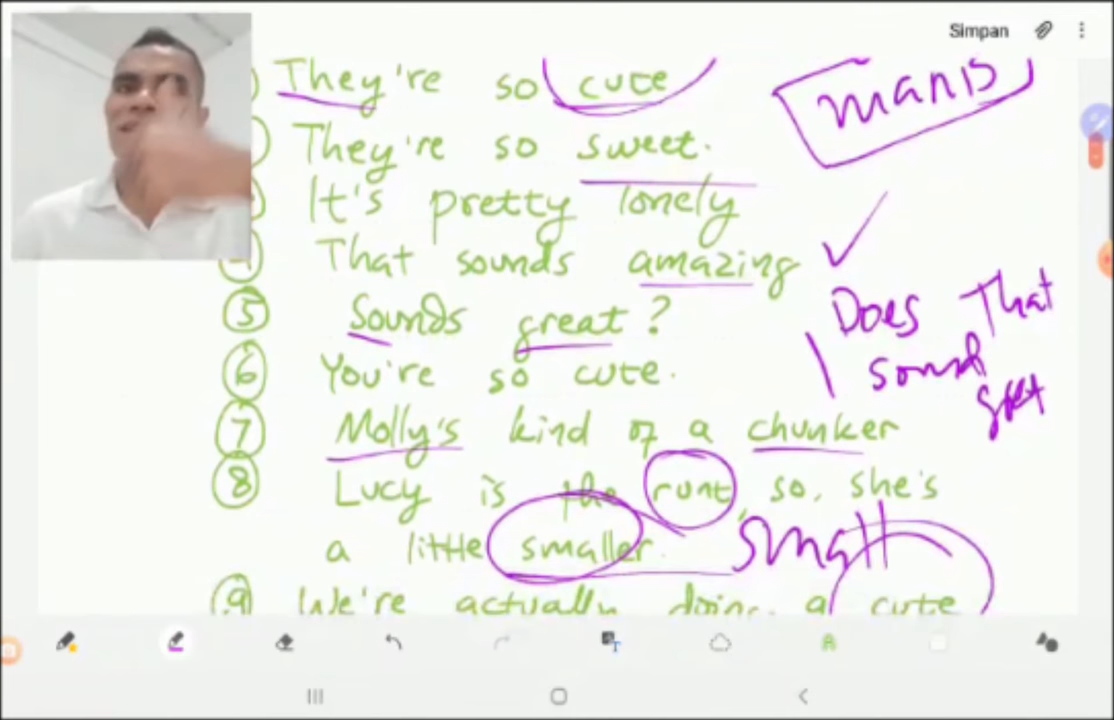 Simpan
They're so cute
manis
They're so sweet.
It's pretty lonely
That sounds amazing
Does That
sound
5 Sounds great?
6 You're so cute.
7 Molly's kind of a chunker
8 Lucy is the runt, so, she's
a little smaller.
small
9 We're actually doing a cute